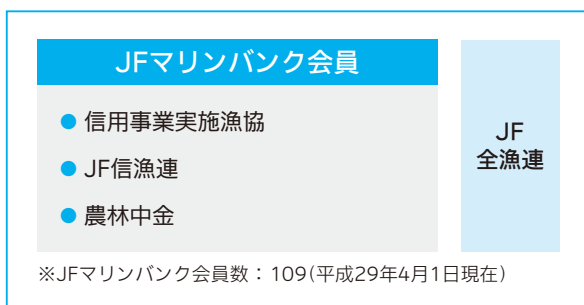 JFマリンバンク会員
● 信用事業実施漁協
● JF信漁連
● 農林中金
JF
全漁連
※JFマリンバンク会員数：109(平成29年4月1日現在)